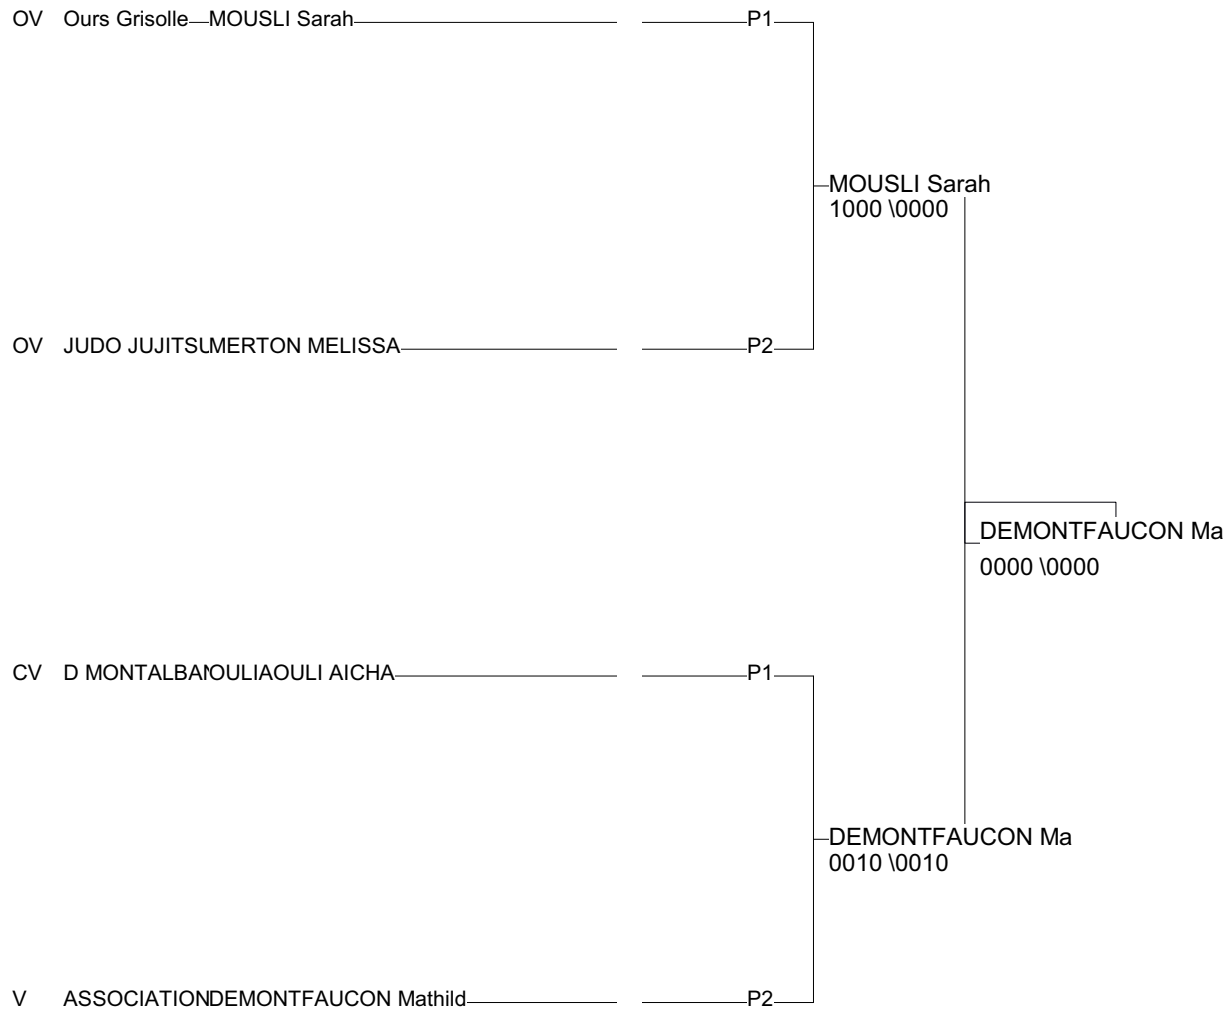 OV Ours Grisolle MOUSLI Sarah P1
MOUSLI Sarah
1000 \0000
OV JUDO JUJITSU MERTON MELISSA P2
DEMONTFAUCON Ma
0000 \0000
CV D MONTALBAN OULIAOULI AICHA P1
DEMONTFAUCON Ma
0010 \0010
V ASSOCIATION DEMONTFAUCON Mathild P2